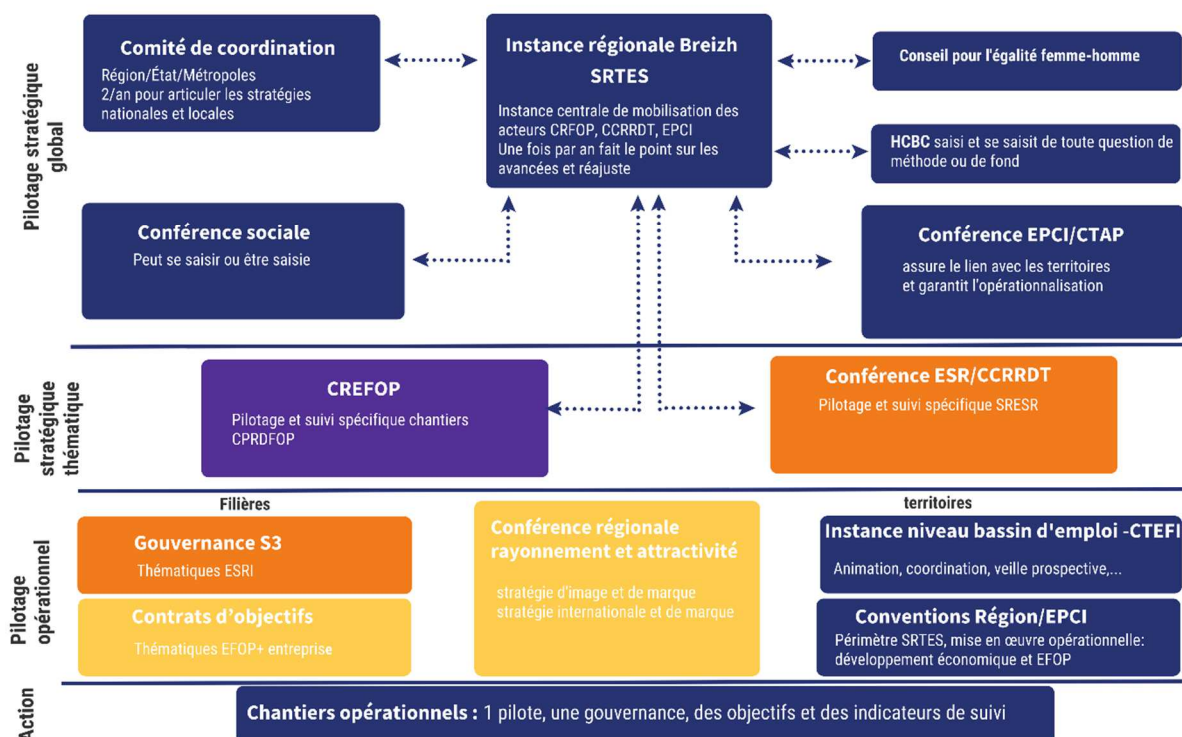 Pilotage stratégique
global
Comité de coordination
Région/État/Métropoles
2/an pour articuler les stratégies
nationales et locales
Instance régionale Breizh
SRTES
Instance centrale de mobilisation des
acteurs CRFOP, CCRRDT, EPCI
Une fois par an fait le point sur les
avancées et réajuste
Conseil pour l'égalité femme-homme
HCBC saisi et se saisit de toute question de
méthode ou de fond
Conférence sociale
Peut se saisir ou être saisie
Conférence EPCI/CTAP
assure le lien avec les territoires
et garantit l'opérationnalisation
Pilotage
stratégique
thématique
CREFOP
Pilotage et suivi spécifique chantiers
CPRDFOP
Conférence ESR/CCRRDT
Pilotage et suivi spécifique SRESR
Pilotage
opérationnel
Filières
territoires
Gouvernance S3
Thématiques ESRI
Contrats d’objectifs
Thématiques EFOP+ entreprise
Conférence régionale
rayonnement et attractivité
stratégie d'image et de marque
stratégie internationale et de marque
Instance niveau bassin d'emploi -CTEFI
Animation, coordination, veille prospective,...
Conventions Région/EPCI
Périmètre SRTES, mise en œuvre opérationnelle:
développement économique et EFOP
Action
Chantiers opérationnels : 1 pilote, une gouvernance, des objectifs et des indicateurs de suivi